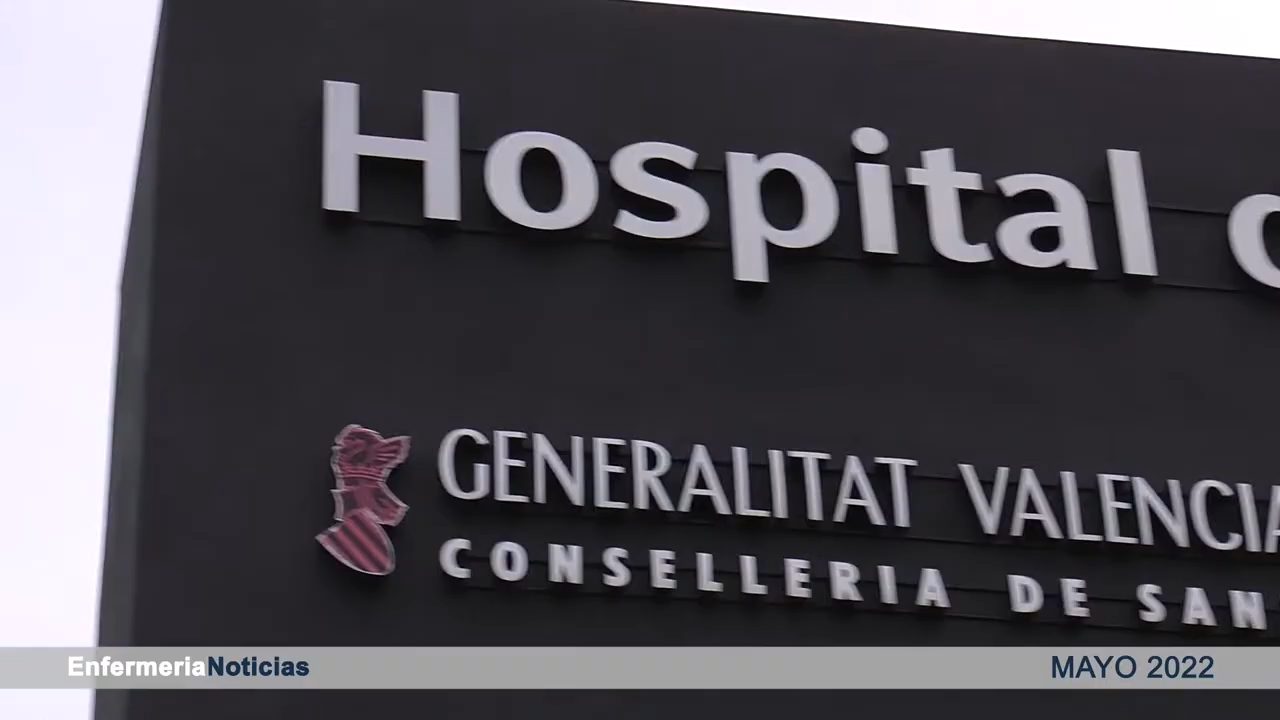 Hospital
GENERALITAT VALENCIA
CONSELLERIA DE SAN
EnfermeriaNoticias
MAYO 2022